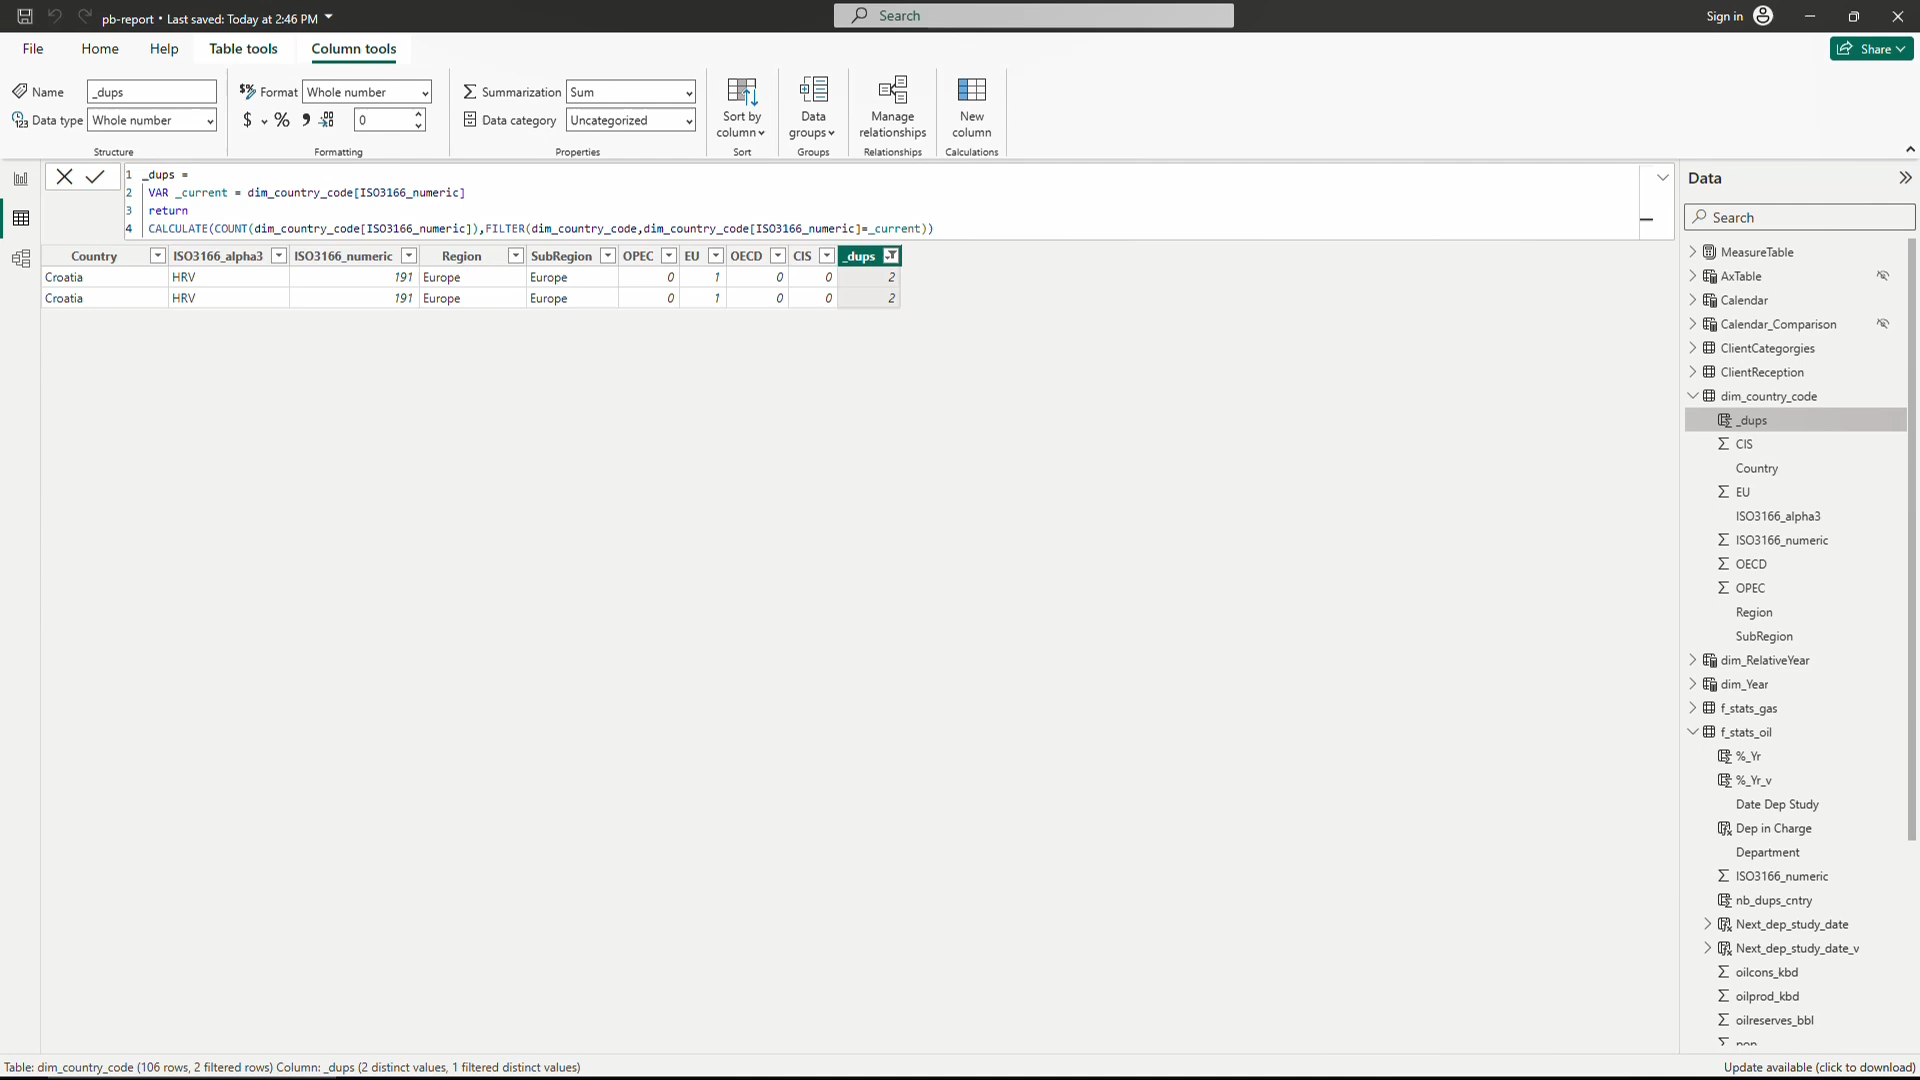 pb-report • Last saved: Today at 2:46 PM
Search
Sign in
File
Home
Help
Table tools
Column tools
Share
Name
_dups
Data type
Whole number
Structure
Format
Whole number
$
%
0
Formatting
Summarization
Sum
Data category
Uncategorized
Properties
Sort by
column
Sort
Data
groups
Groups
Manage
relationships
Relationships
New
column
Calculations
1 _dups =
2 VAR _current = dim_country_code[ISO3166_numeric]
3 return
4 CALCULATE(COUNT(dim_country_code[ISO3166_numeric]),FILTER(dim_country_code,dim_country_code[ISO3166_numeric]=_current))
Country ISO3166_alpha3 ISO3166_numeric Region SubRegion OPEC EU OECD CIS _dups
Croatia HRV 191 Europe Europe 0 1 0 0 2
Croatia HRV 191 Europe Europe 0 1 0 0 2
Data
Search
MeasureTable
AxTable
Calendar
Calendar_Comparison
ClientCategorgies
ClientReception
dim_country_code
_dups
CIS
Country
EU
ISO3166_alpha3
ISO3166_numeric
OECD
OPEC
Region
SubRegion
dim_RelativeYear
dim_Year
f_stats_gas
f_stats_oil
%_Yr
%_Yr_v
Date Dep Study
Dep in Charge
Department
ISO3166_numeric
nb_dups_cntry
Next_dep_study_date
Next_dep_study_date_v
oilcons_kbd
oilprod_kbd
oilreserves_bbl
Table: dim_country_code (106 rows, 2 filtered rows) Column: _dups (2 distinct values, 1 filtered distinct values)
Update available (click to download)